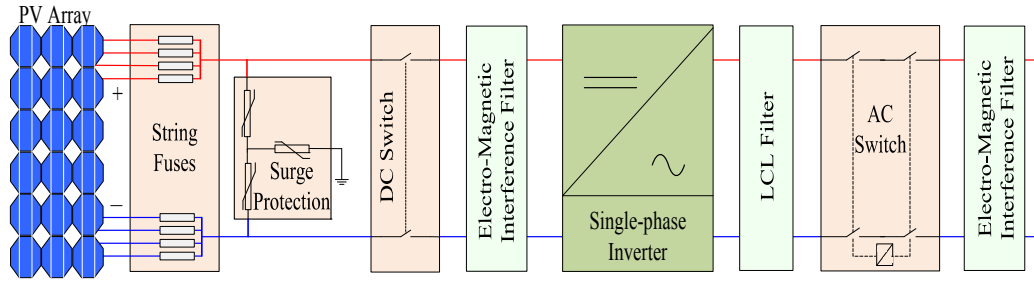 PV Array
+
−
String
Fuses
Surge
Protection
DC Switch
Electro-Magnetic
Interference Filter
Single-phase
Inverter
LCL Filter
AC
Switch
Electro-Magnetic
Interference Filter